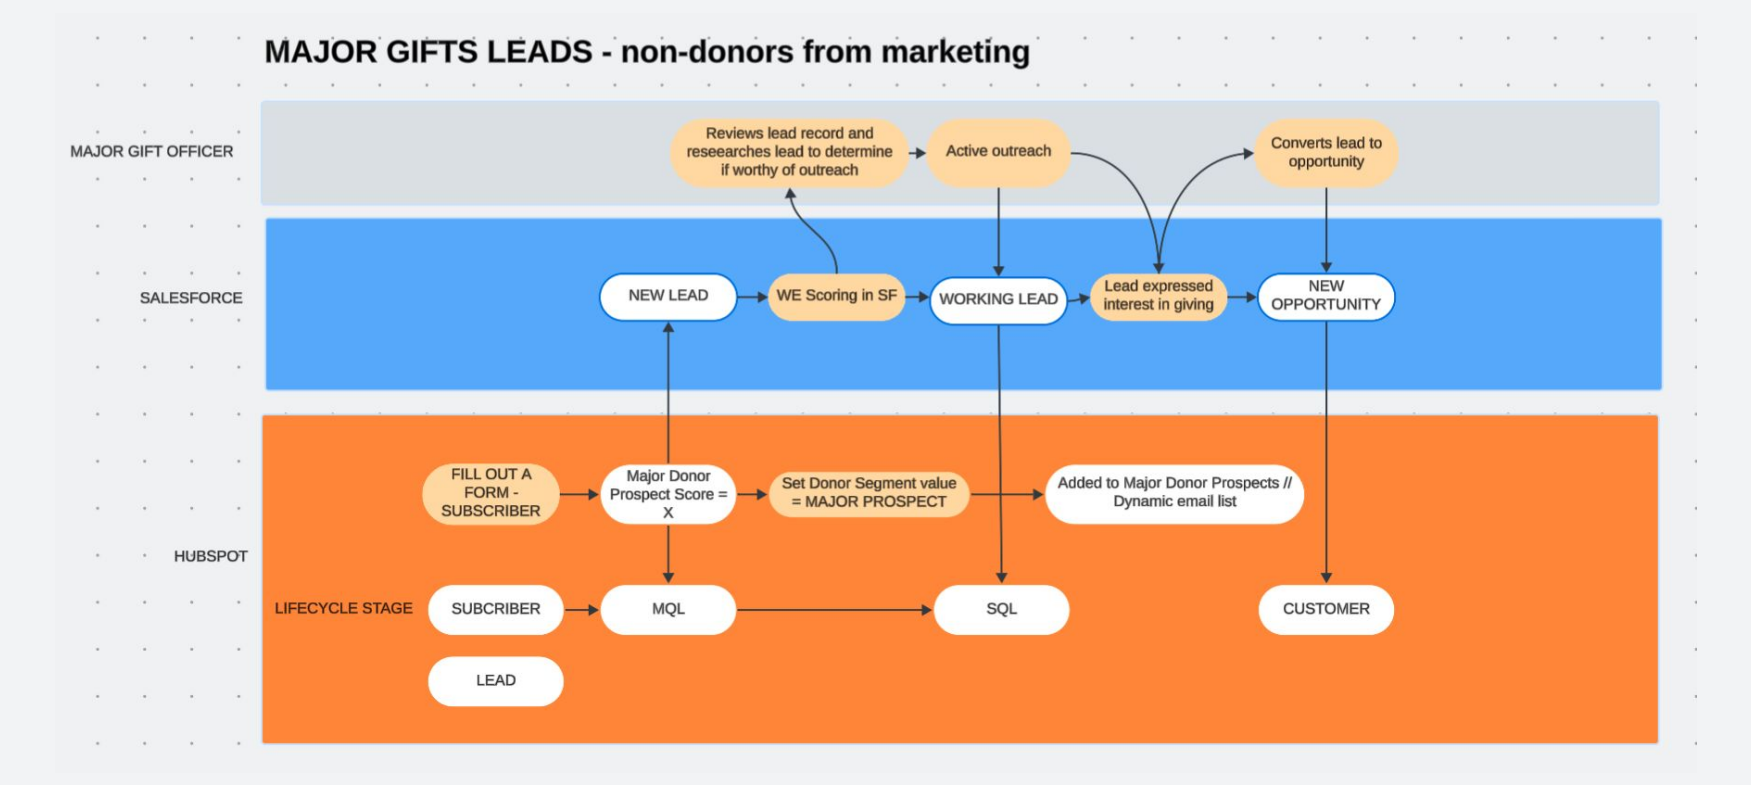 MAJOR GIFTS LEADS - non-donors from marketing
MAJOR GIFT OFFICER
Reviews lead record and
reseearches lead to determine
if worthy of outreach
Active outreach
Converts lead to
opportunity
SALESFORCE
NEW LEAD
WE Scoring in SF
WORKING LEAD
Lead expressed
interest in giving
NEW
OPPORTUNITY
HUBSPOT
FILL OUT A
FORM -
SUBSCRIBER
Major Donor
Prospect Score =
X
Set Donor Segment value
= MAJOR PROSPECT
Added to Major Donor Prospects //
Dynamic email list
LIFECYCLE STAGE
SUBCRIBER
MQL
SQL
CUSTOMER
LEAD